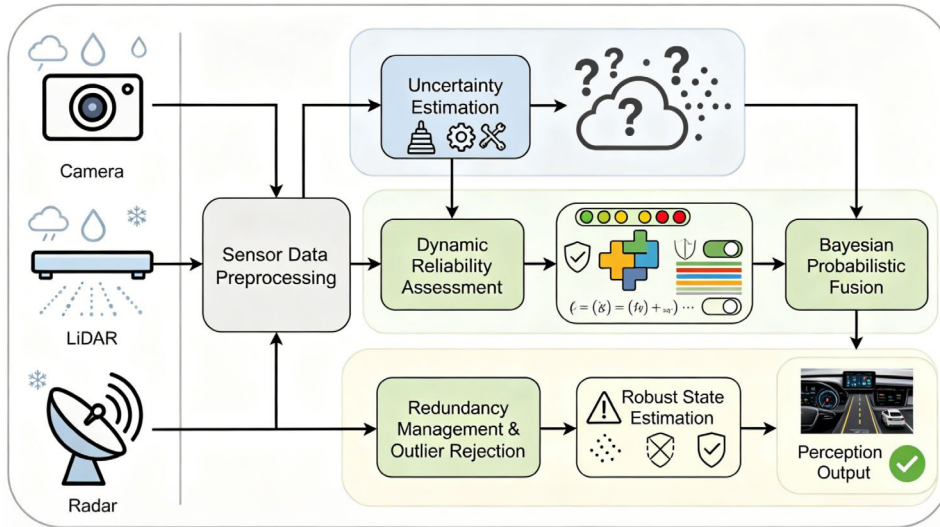 Camera
LiDAR
Radar
Sensor Data
Preprocessing
Uncertainty
Estimation
?
?
?
?
Dynamic
Reliability
Assessment
Bayesian
Probabilistic
Fusion
Redundancy
Management &
Outlier Rejection
Robust State
Estimation
Perception
Output